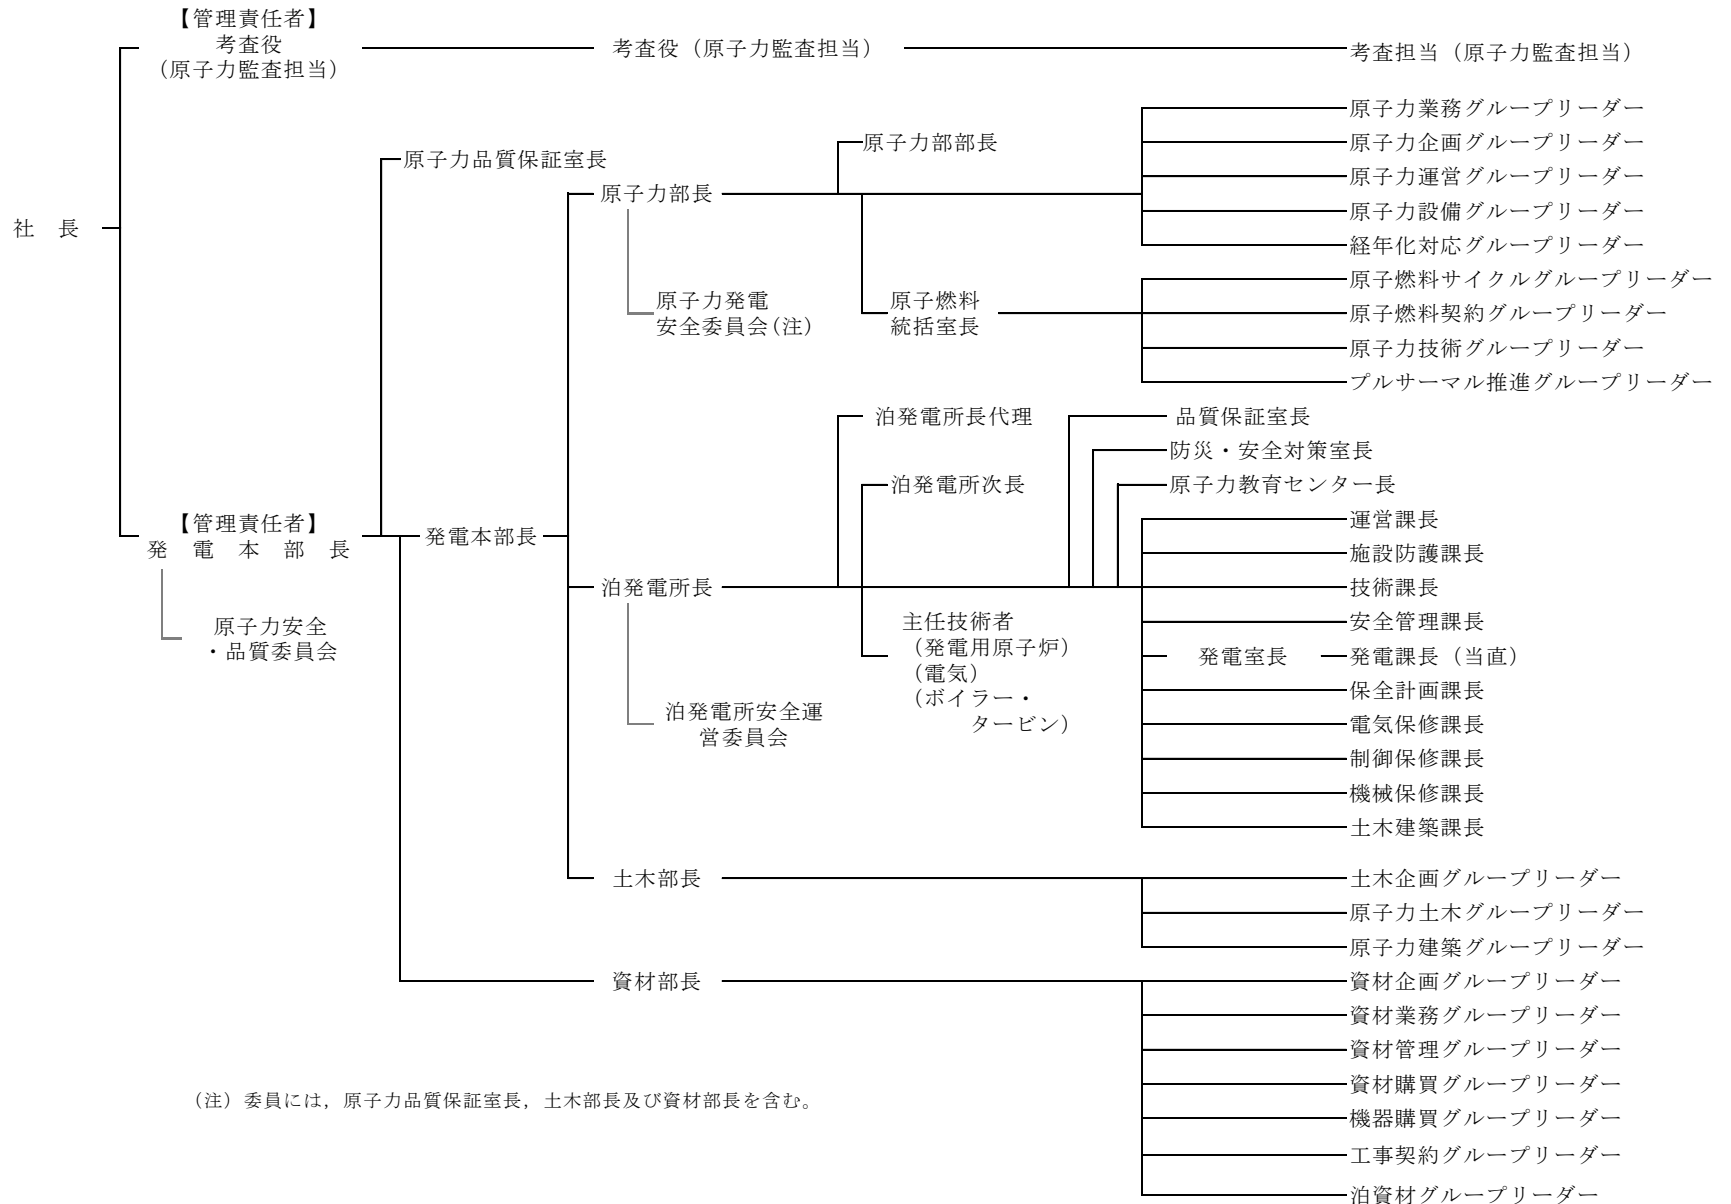 【管理責任者】
考査役
(原子力監査担当)
考査役（原子力監査担当）
考査担当（原子力監査担当）
原子力業務グループリーダー
原子力部部長
原子力企画グループリーダー
原子力品質保証室長
原子力運営グループリーダー
原子力部長
原子力設備グループリーダー
社　長
経年化対応グループリーダー
原子燃料サイクルグループリーダー
原子力発電
安全委員会(注)
原子燃料
統括室長
原子燃料契約グループリーダー
原子力技術グループリーダー
プルサーマル推進グループリーダー
泊発電所長代理
品質保証室長
防災・安全対策室長
泊発電所次長
原子力教育センター長
【管理責任者】
発　電　本　部　長
発電本部長
運営課長
施設防護課長
泊発電所長
技術課長
原子力安全
・品質委員会
主任技術者
（発電用原子炉）
（電気）
（ボイラー・
タービン）
安全管理課長
発電室長
発電課長（当直）
保全計画課長
泊発電所安全運
営委員会
電気保修課長
制御保修課長
機械保修課長
土木建築課長
土木部長
土木企画グループリーダー
原子力土木グループリーダー
原子力建築グループリーダー
資材部長
資材企画グループリーダー
資材業務グループリーダー
資材管理グループリーダー
資材購買グループリーダー
（注）委員には，原子力品質保証室長，土木部長及び資材部長を含む。
機器購買グループリーダー
工事契約グループリーダー
泊資材グループリーダー